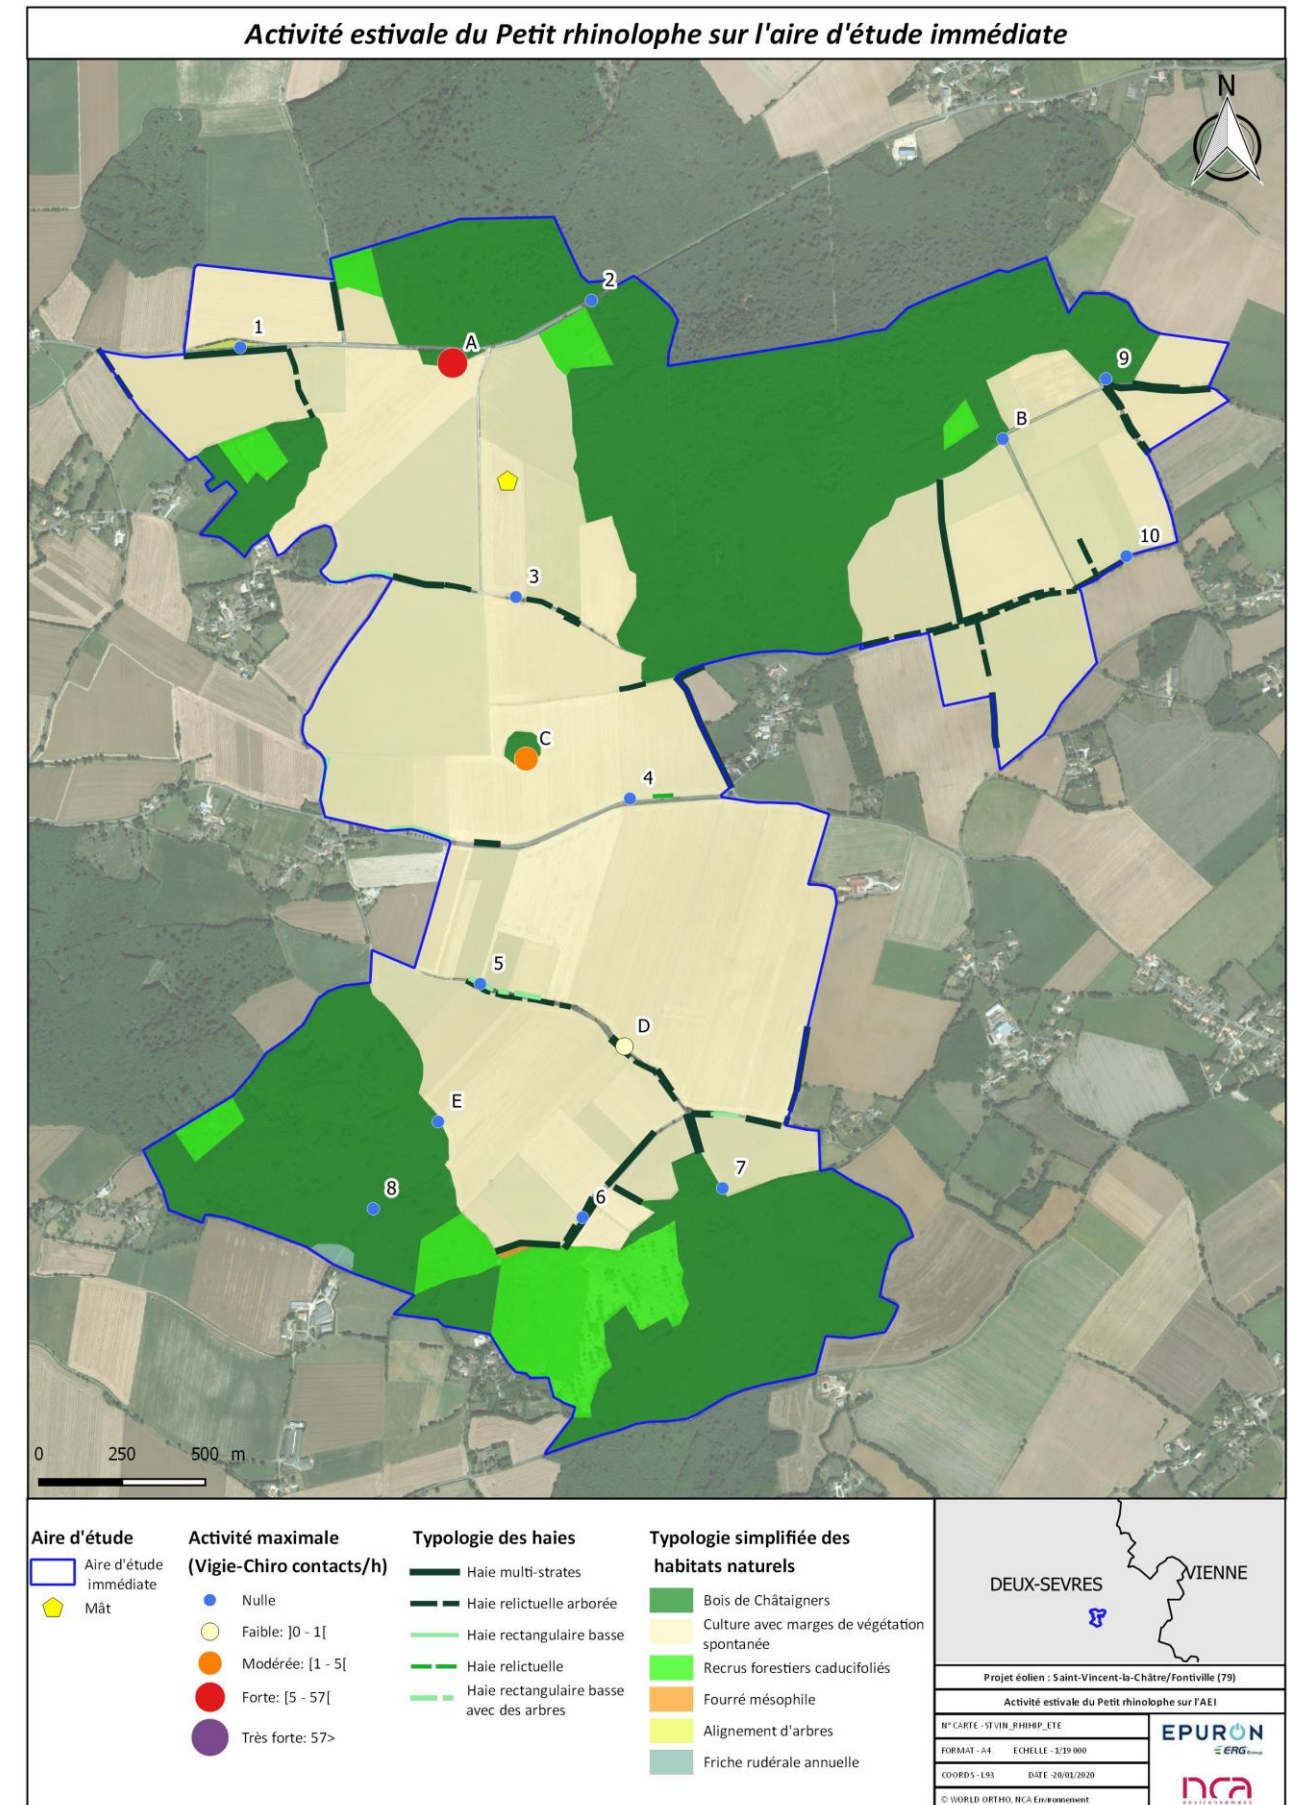 Activité estivale du Petit rhinolophe sur l'aire d'étude immédiate
N
2
1
A
9
B
10
3
C
4
5
D
E
7
8
6
0 250 500 m
Aire d'étude
Aire d'étude
immédiate
Mât
Activité maximale
(Vigie-Chiro contacts/h)
Nulle
Faible: ]0 - 1[
Modérée: [1 - 5[
Forte: [5 - 57[
Très forte: 57>
Typologie des haies
Haie multi-strates
Haie relictuelle arborée
Haie rectangulaire basse
Haie relictuelle
Haie rectangulaire basse
avec des arbres
Typologie simplifiée des
habitats naturels
Bois de Châtaigners
Culture avec marges de végétation
spontanée
Recrus forestiers caducifoliés
Fourré mésophile
Alignement d'arbres
Friche rudérale annuelle
DEUX-SEVRES
VIENNE
Projet éolien : Saint-Vincent-la-Châtre/Fontiville (79)
Activité estivale du Petit rhinolophe sur l'AEI
N° CARTE - STVIN_RHIHIP_ETE
FORMAT - A4 ECHELLE - 1/19 000
COORDS - L93 DATE -20/01/2020
© WORLD ORTHO, NCA Environnement
EPURON
ERG Group
nca
environnement